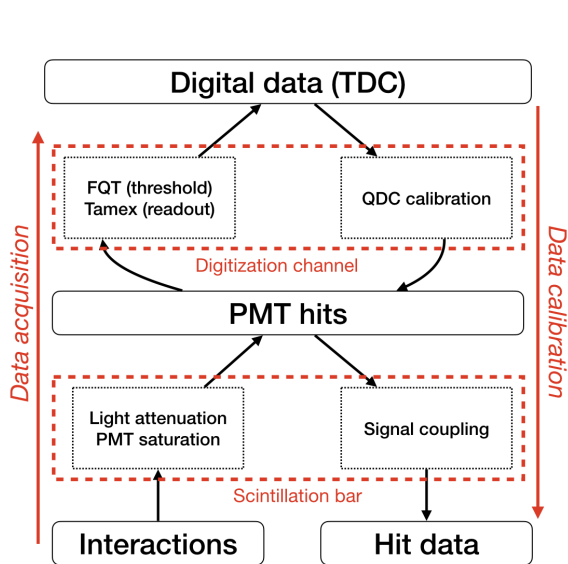 Digital data (TDC)
FQT (threshold)
Tamex (readout)
QDC calibration
Digitization channel
Data acquisition
Data calibration
PMT hits
Light attenuation
PMT saturation
Signal coupling
Scintillation bar
Interactions
Hit data